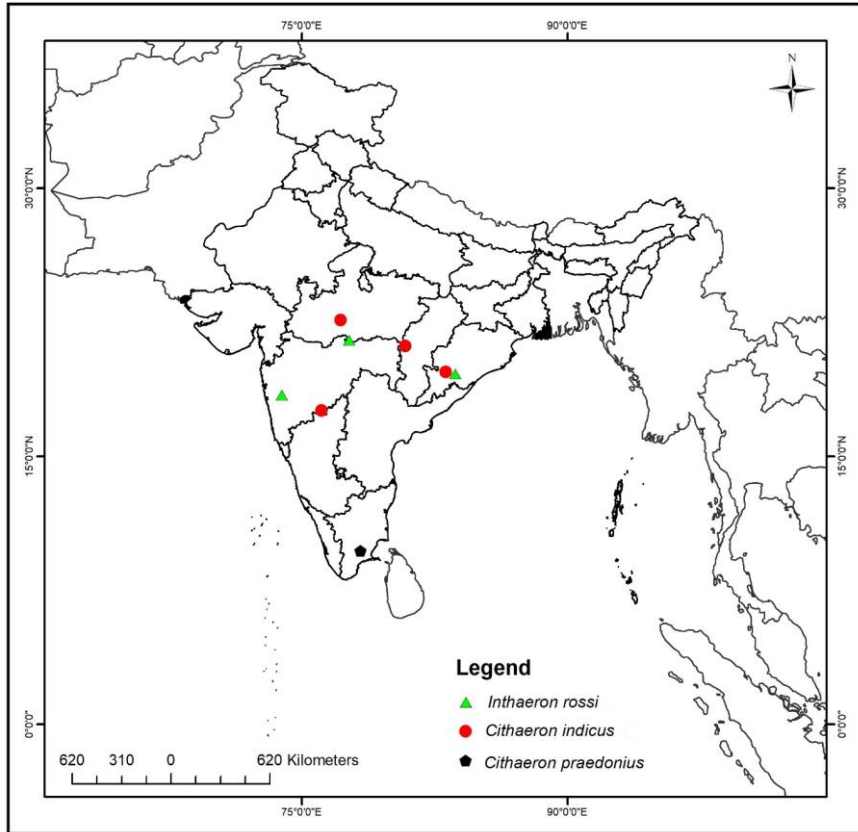 75°0'0"E 90°0'0"E
N
30°0'0"N 30°0'0"N
15°0'0"N 15°0'0"N
0°0'0" 0°0'0"
Legend
Inthaeron rossi
Cithaeron indicus
Cithaeron praedonius
620 310 0 620 Kilometers
75°0'0"E 90°0'0"E